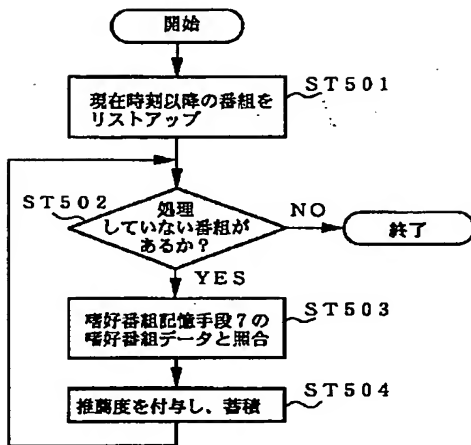 開始
ST501
現在時刻以降の番組を
リストアップ
ST502
処理
していない番組が
あるか?
NO
終了
YES
ST503
嗜好番組記憶手段7の
嗜好番組データと照合
ST504
推薦度を付与し、蓄積